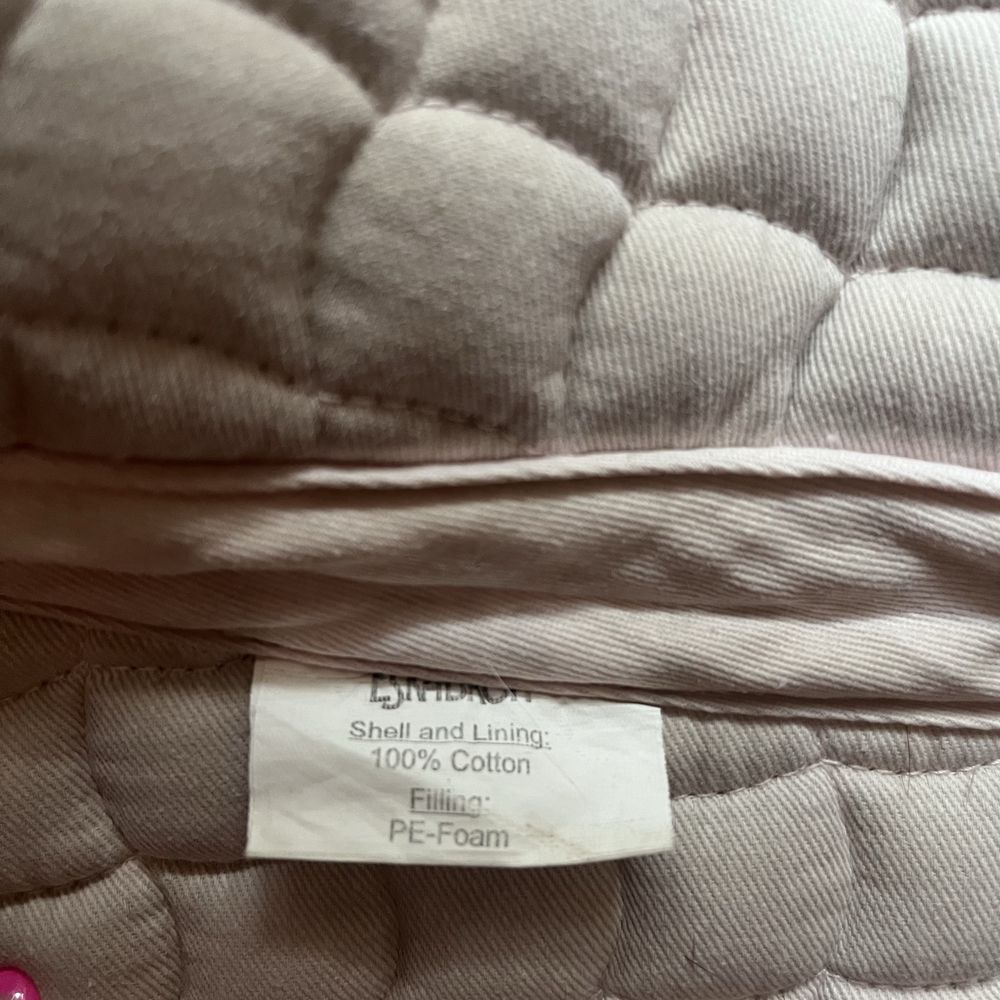 Shell and Lining:
100% Cotton
Filling:
PE-Foam